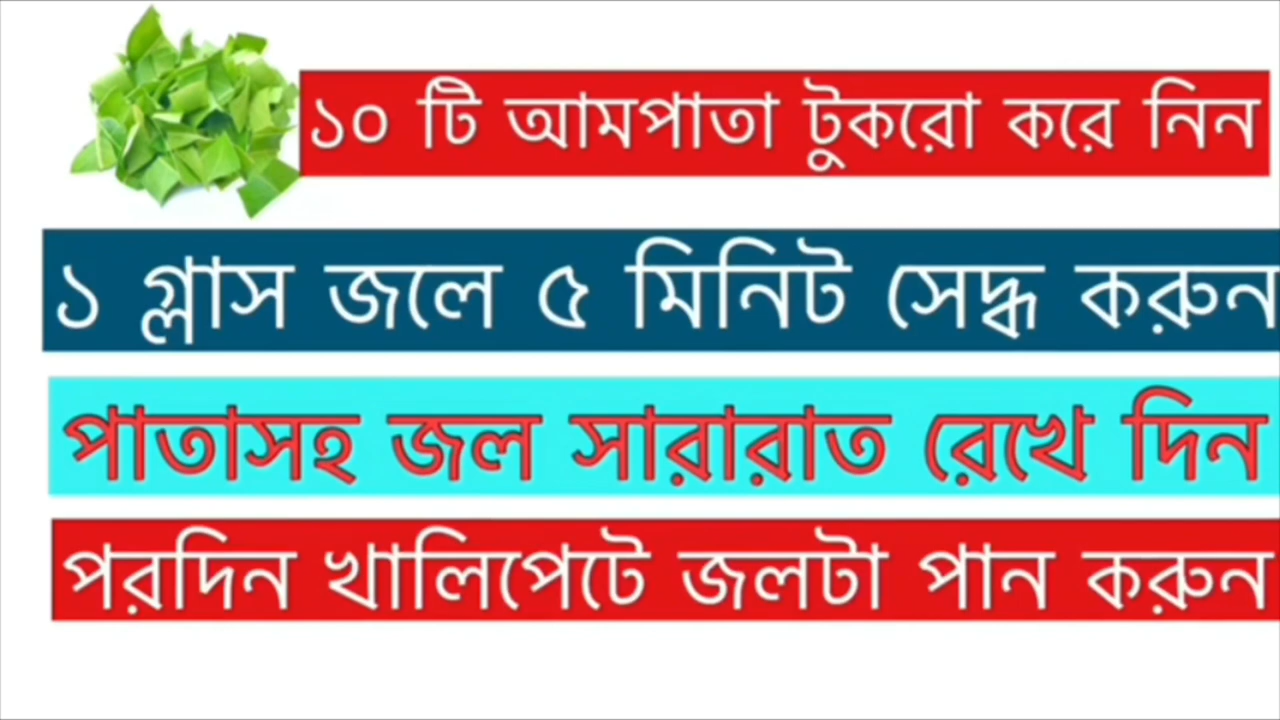 ১০ টি আমপাতা টুকরো করে নিন
১ গ্লাস জলে ৫ মিনিট সেদ্ধ করুন
পাতাসহ জল সারারাত রেখে দিন
পরদিন খালিপেটে জলটা পান করুন